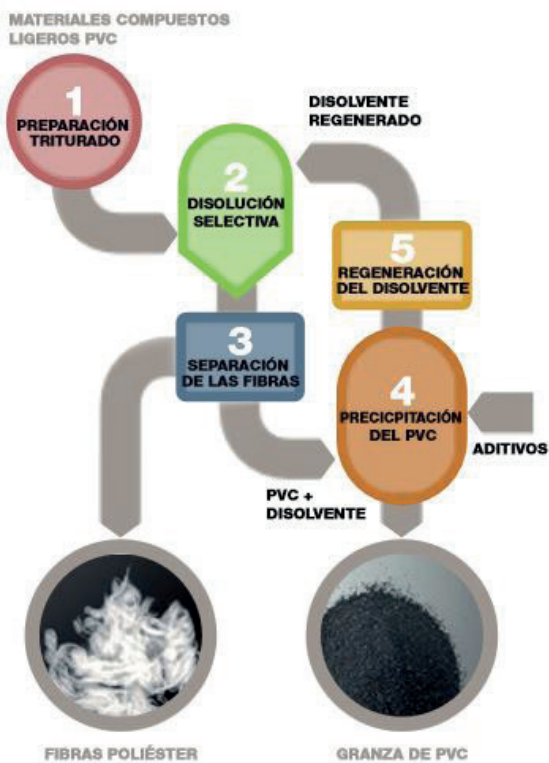 MATERIALES COMPUESTOS
LIGEROS PVC
1
PREPARACIÓN
TRITURADO
DISOLVENTE
REGENERADO
2
DISOLUCIÓN
SELECTIVA
5
REGENERACIÓN
DEL DISOLVENTE
3
SEPARACIÓN
DE LAS FIBRAS
4
PRECICPITACIÓN
DEL PVC
ADITIVOS
PVC +
DISOLVENTE
FIBRAS POLIÉSTER
GRANZA DE PVC